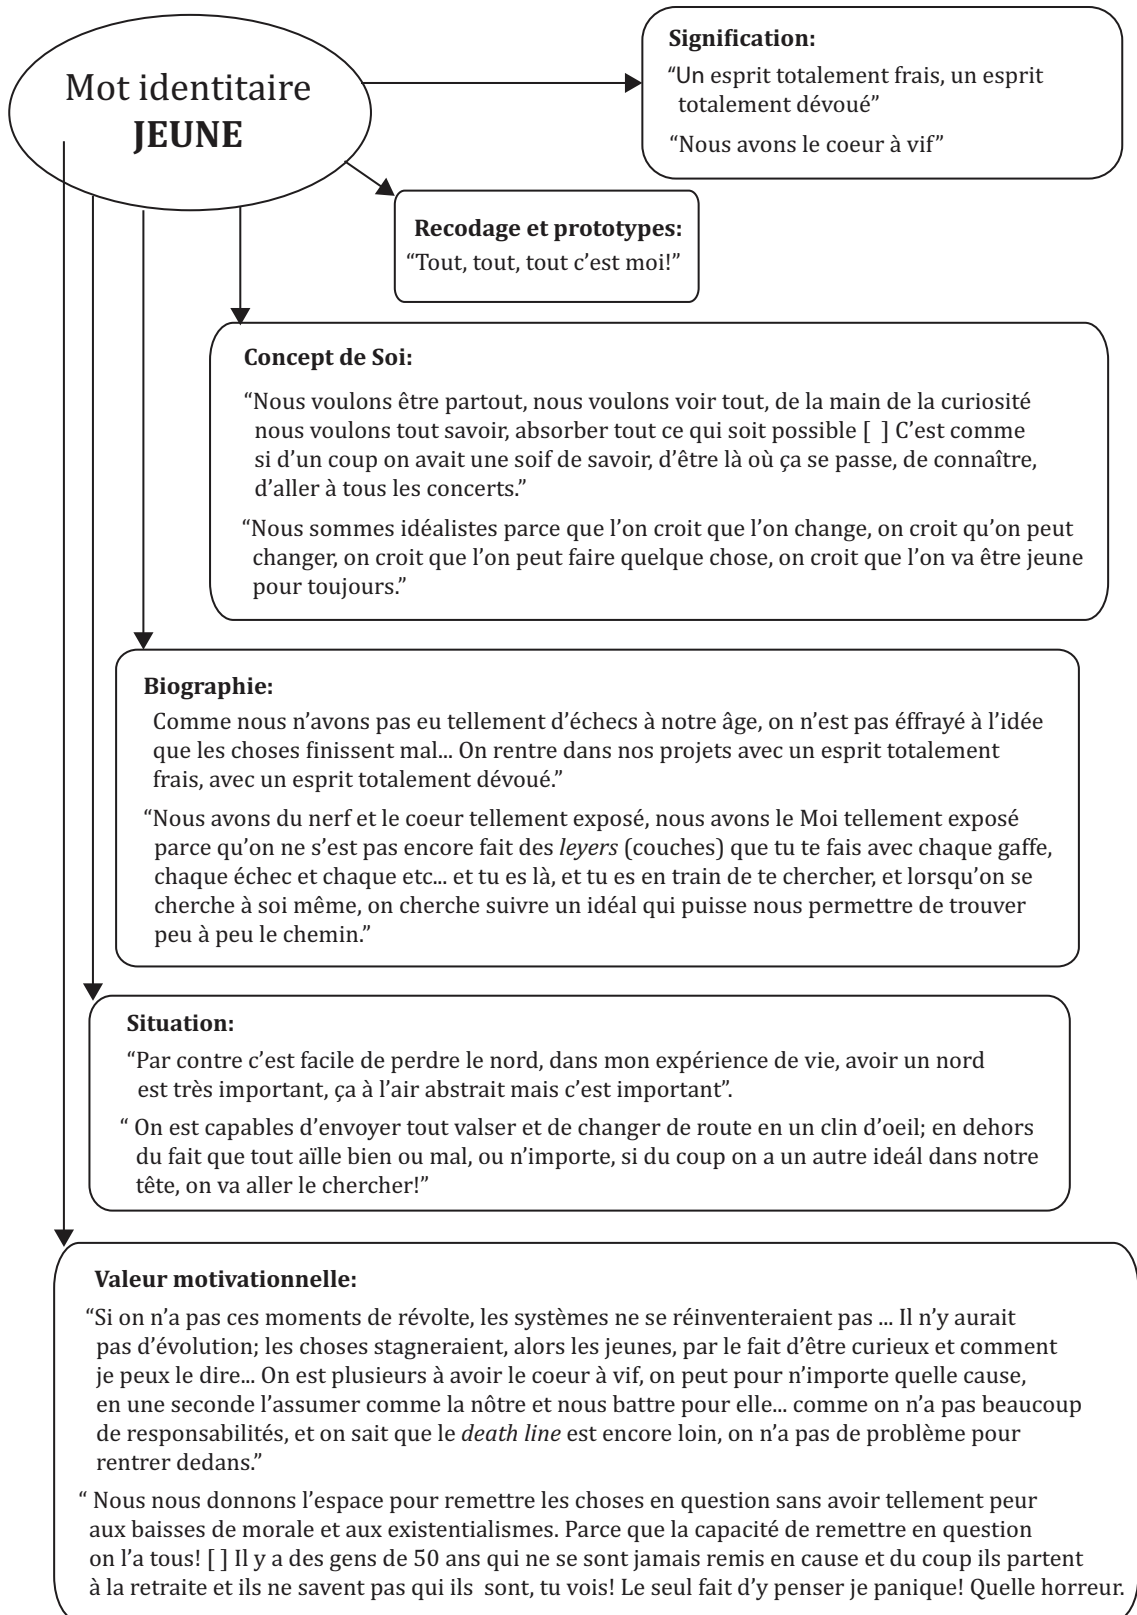 Mot identitaire
JEUNE
Signification:
“Un esprit totalement frais, un esprit
totalement dévoué”
“Nous avons le coeur à vif”
Recodage et prototypes:
“Tout, tout, tout c’est moi!”
Concept de Soi:
“Nous voulons être partout, nous voulons voir tout, de la main de la curiosité
nous voulons tout savoir, absorber tout ce qui soit possible [ ] C’est comme
si d’un coup on avait une soif de savoir, d’être là où ça se passe, de connaître,
d’aller à tous les concerts.”
“Nous sommes idéalistes parce que l’on croit que l’on change, on croit qu’on peut
changer, on croit que l’on peut faire quelque chose, on croit que l’on va être jeune
pour toujours.”
Biographie:
Comme nous n’avons pas eu tellement d’échecs à notre âge, on n’est pas éffrayé à l’idée
que les choses finissent mal... On rentre dans nos projets avec un esprit totalement
frais, avec un esprit totalement dévoué.”
“Nous avons du nerf et le coeur tellement exposé, nous avons le Moi tellement exposé
parce qu’on ne s’est pas encore fait des leyers (couches) que tu te fais avec chaque gaffe,
chaque échec et chaque etc... et tu es là, et tu es en train de te chercher, et lorsqu’on se
cherche à soi même, on cherche suivre un idéal qui puisse nous permettre de trouver
peu à peu le chemin.”
Situation:
“Par contre c’est facile de perdre le nord, dans mon expérience de vie, avoir un nord
est très important, ça à l’air abstrait mais c’est important”.
“ On est capables d’envoyer tout valser et de changer de route en un clin d’oeil; en dehors
du fait que tout aïlle bien ou mal, ou n’importe, si du coup on a un autre ideál dans notre
tête, on va aller le chercher!”
Valeur motivationnelle:
“Si on n’a pas ces moments de révolte, les systèmes ne se réinventeraient pas ... Il n’y aurait
pas d’évolution; les choses stagneraient, alors les jeunes, par le fait d’être curieux et comment
je peux le dire... On est plusieurs à avoir le coeur à vif, on peut pour n’importe quelle cause,
en une seconde l’assumer comme la nôtre et nous battre pour elle... comme on n’a pas beaucoup
de responsabilités, et on sait que le death line est encore loin, on n’a pas de problème pour
rentrer dedans.”
“ Nous nous donnons l’espace pour remettre les choses en question sans avoir tellement peur
aux baisses de morale et aux existentialismes. Parce que la capacité de remettre en question
on l’a tous! [ ] Il y a des gens de 50 ans qui ne se sont jamais remis en cause et du coup ils partent
à la retraite et ils ne savent pas qui ils sont, tu vois! Le seul fait d’y penser je panique! Quelle horreur.